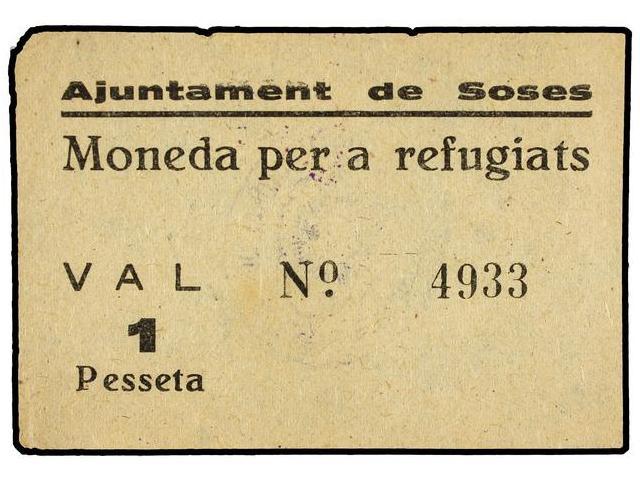 Ajuntament de Soses
Moneda per a refugiats
VAL Nº. 4933
1
Pesseta